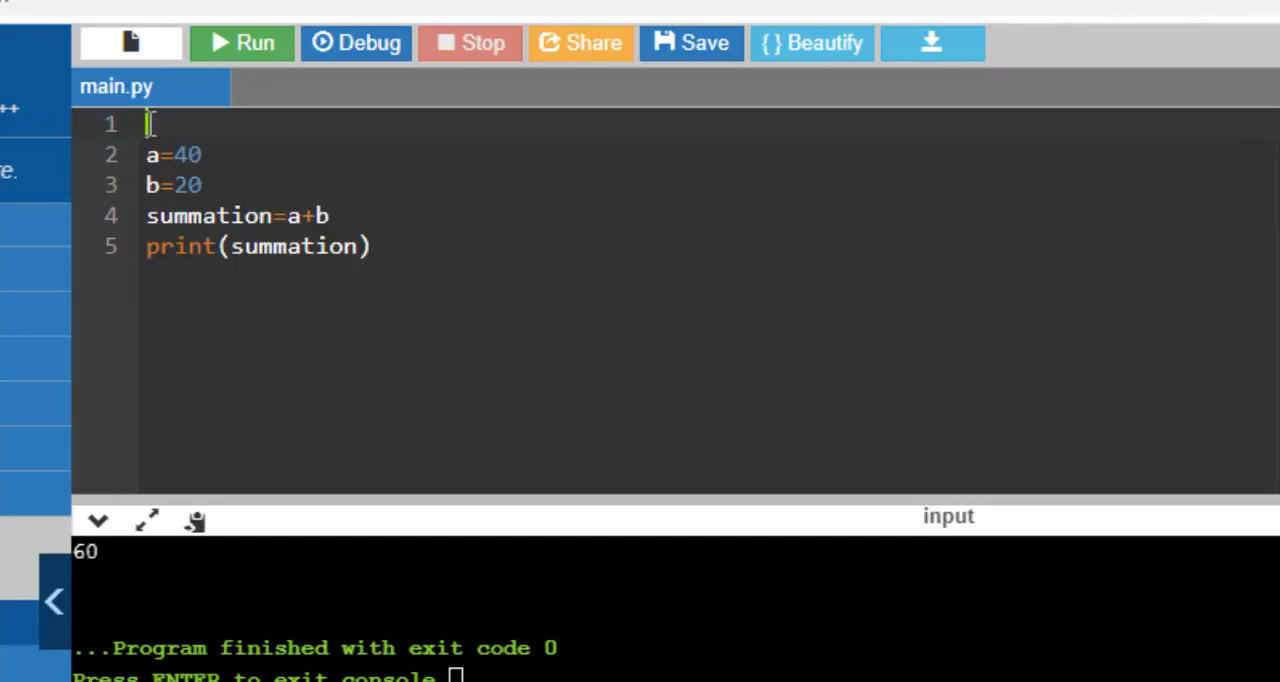 Run Debug Stop Share Save { } Beautify
main.py
++
e.
1
2 a=40
3 b=20
4 summation=a+b
5 print(summation)
input
60
...Program finished with exit code 0
Press ENTER to exit console.